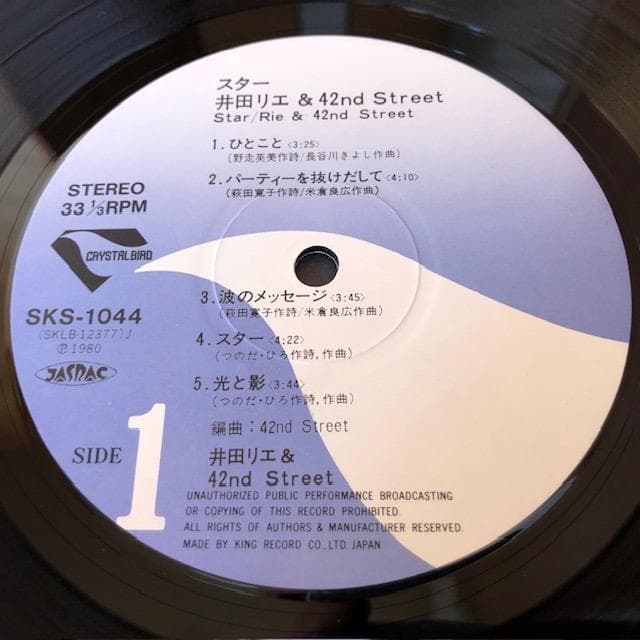 スター
井田リエ & 42nd Street
Star/Rie & 42nd Street
1. ひとこと〈3:25〉
(野走英美作詩/長谷川きよし作曲)
2. パーティーを抜けだして〈4:10〉
(萩田寛子作詩/米倉良広作曲)
STEREO
33 1/3 RPM
CRYSTALBIRD
SKS-1044
(SKLB-12377)J
Ⓟ1980
JASRAC
3. 波のメッセージ〈3:45〉
(萩田寛子作詩/米倉良広作曲)
4. スター〈4:22〉
(つのだ・ひろ作詩,作曲)
5. 光と影〈3:44〉
(つのだ・ひろ作詩,作曲)
編曲:42nd Street
SIDE 1
井田リエ &
42nd Street
UNAUTHORIZED PUBLIC PERFORMANCE BROADCASTING
OR COPYING OF THIS RECORD PROHIBITED.
ALL RIGHTS OF AUTHORS & MANUFACTURER RESERVED.
MADE BY KING RECORD CO., LTD. JAPAN